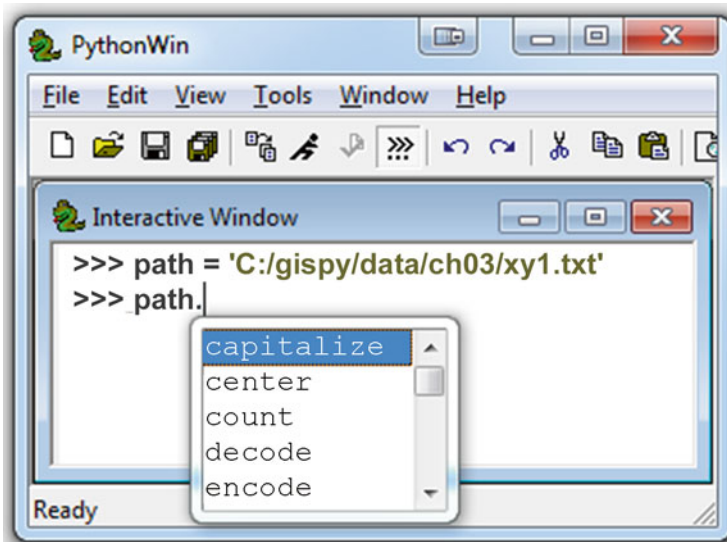 PythonWin
File Edit View Tools Window Help
Interactive Window
>>> path = 'C:/gispy/data/ch03/xy1.txt'
>>> path.
capitalize
center
count
decode
encode
Ready